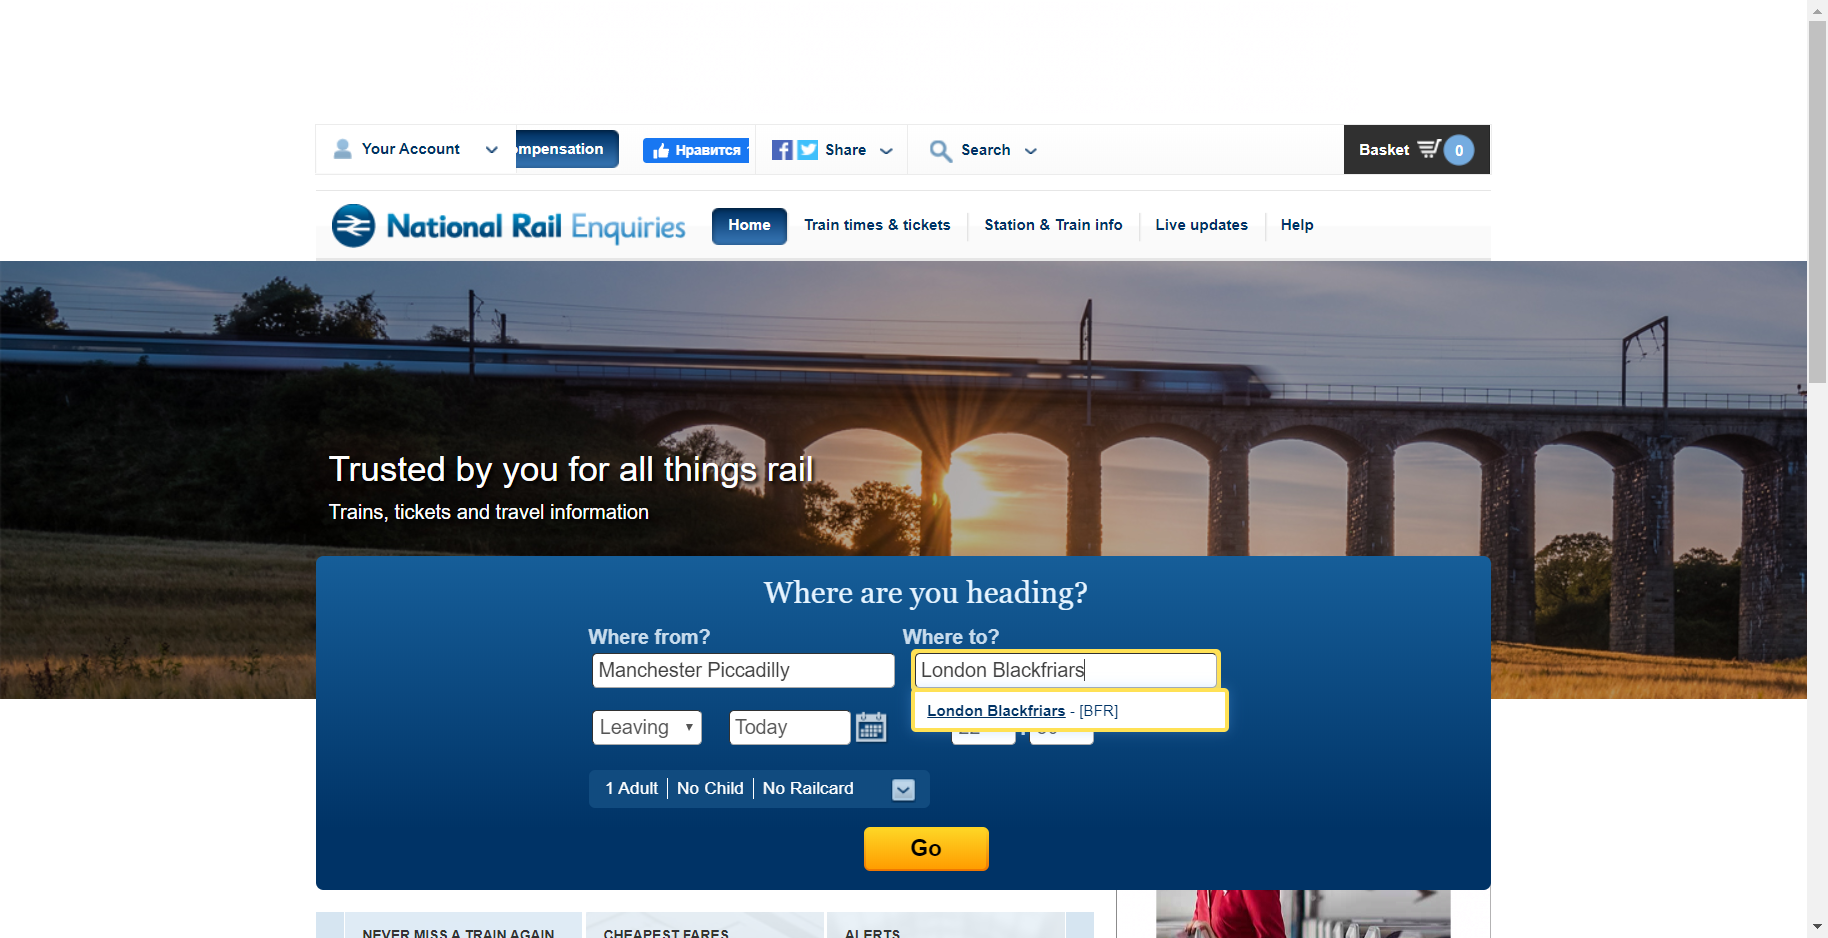 Your Account
mpensation
Нравится
Share
Search
Basket
0
National Rail Enquiries
Home
Train times & tickets
Station & Train info
Live updates
Help
Trusted by you for all things rail
Trains, tickets and travel information
Where are you heading?
Where from?
Where to?
Manchester Piccadilly
London Blackfriars
London Blackfriars - [BFR]
Leaving
Today
1 Adult
No Child
No Railcard
Go
NEVER MISS A TRAIN AGAIN
CHEAPEST FARES
ALERTS